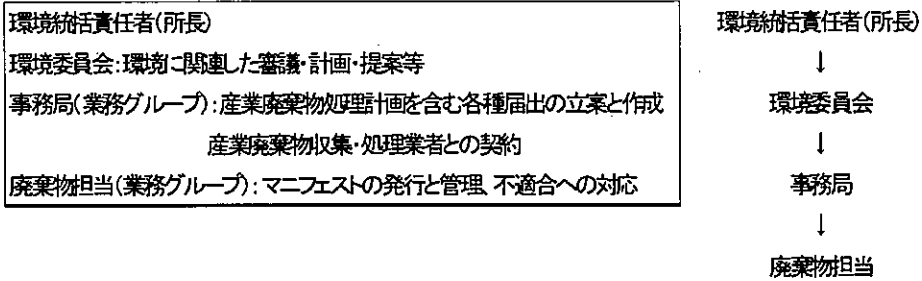 環境統括責任者(所長)
環境委員会:環境に関連した審議・計画・提案等
事務局(業務グループ):産業廃棄物処理計画を含む各種届出の立案と作成
産業廃棄物収集・処理業者との契約
廃棄物担当(業務グループ):マニフェストの発行と管理、不適合への対応
環境統括責任者(所長)
↓
環境委員会
↓
事務局
↓
廃棄物担当